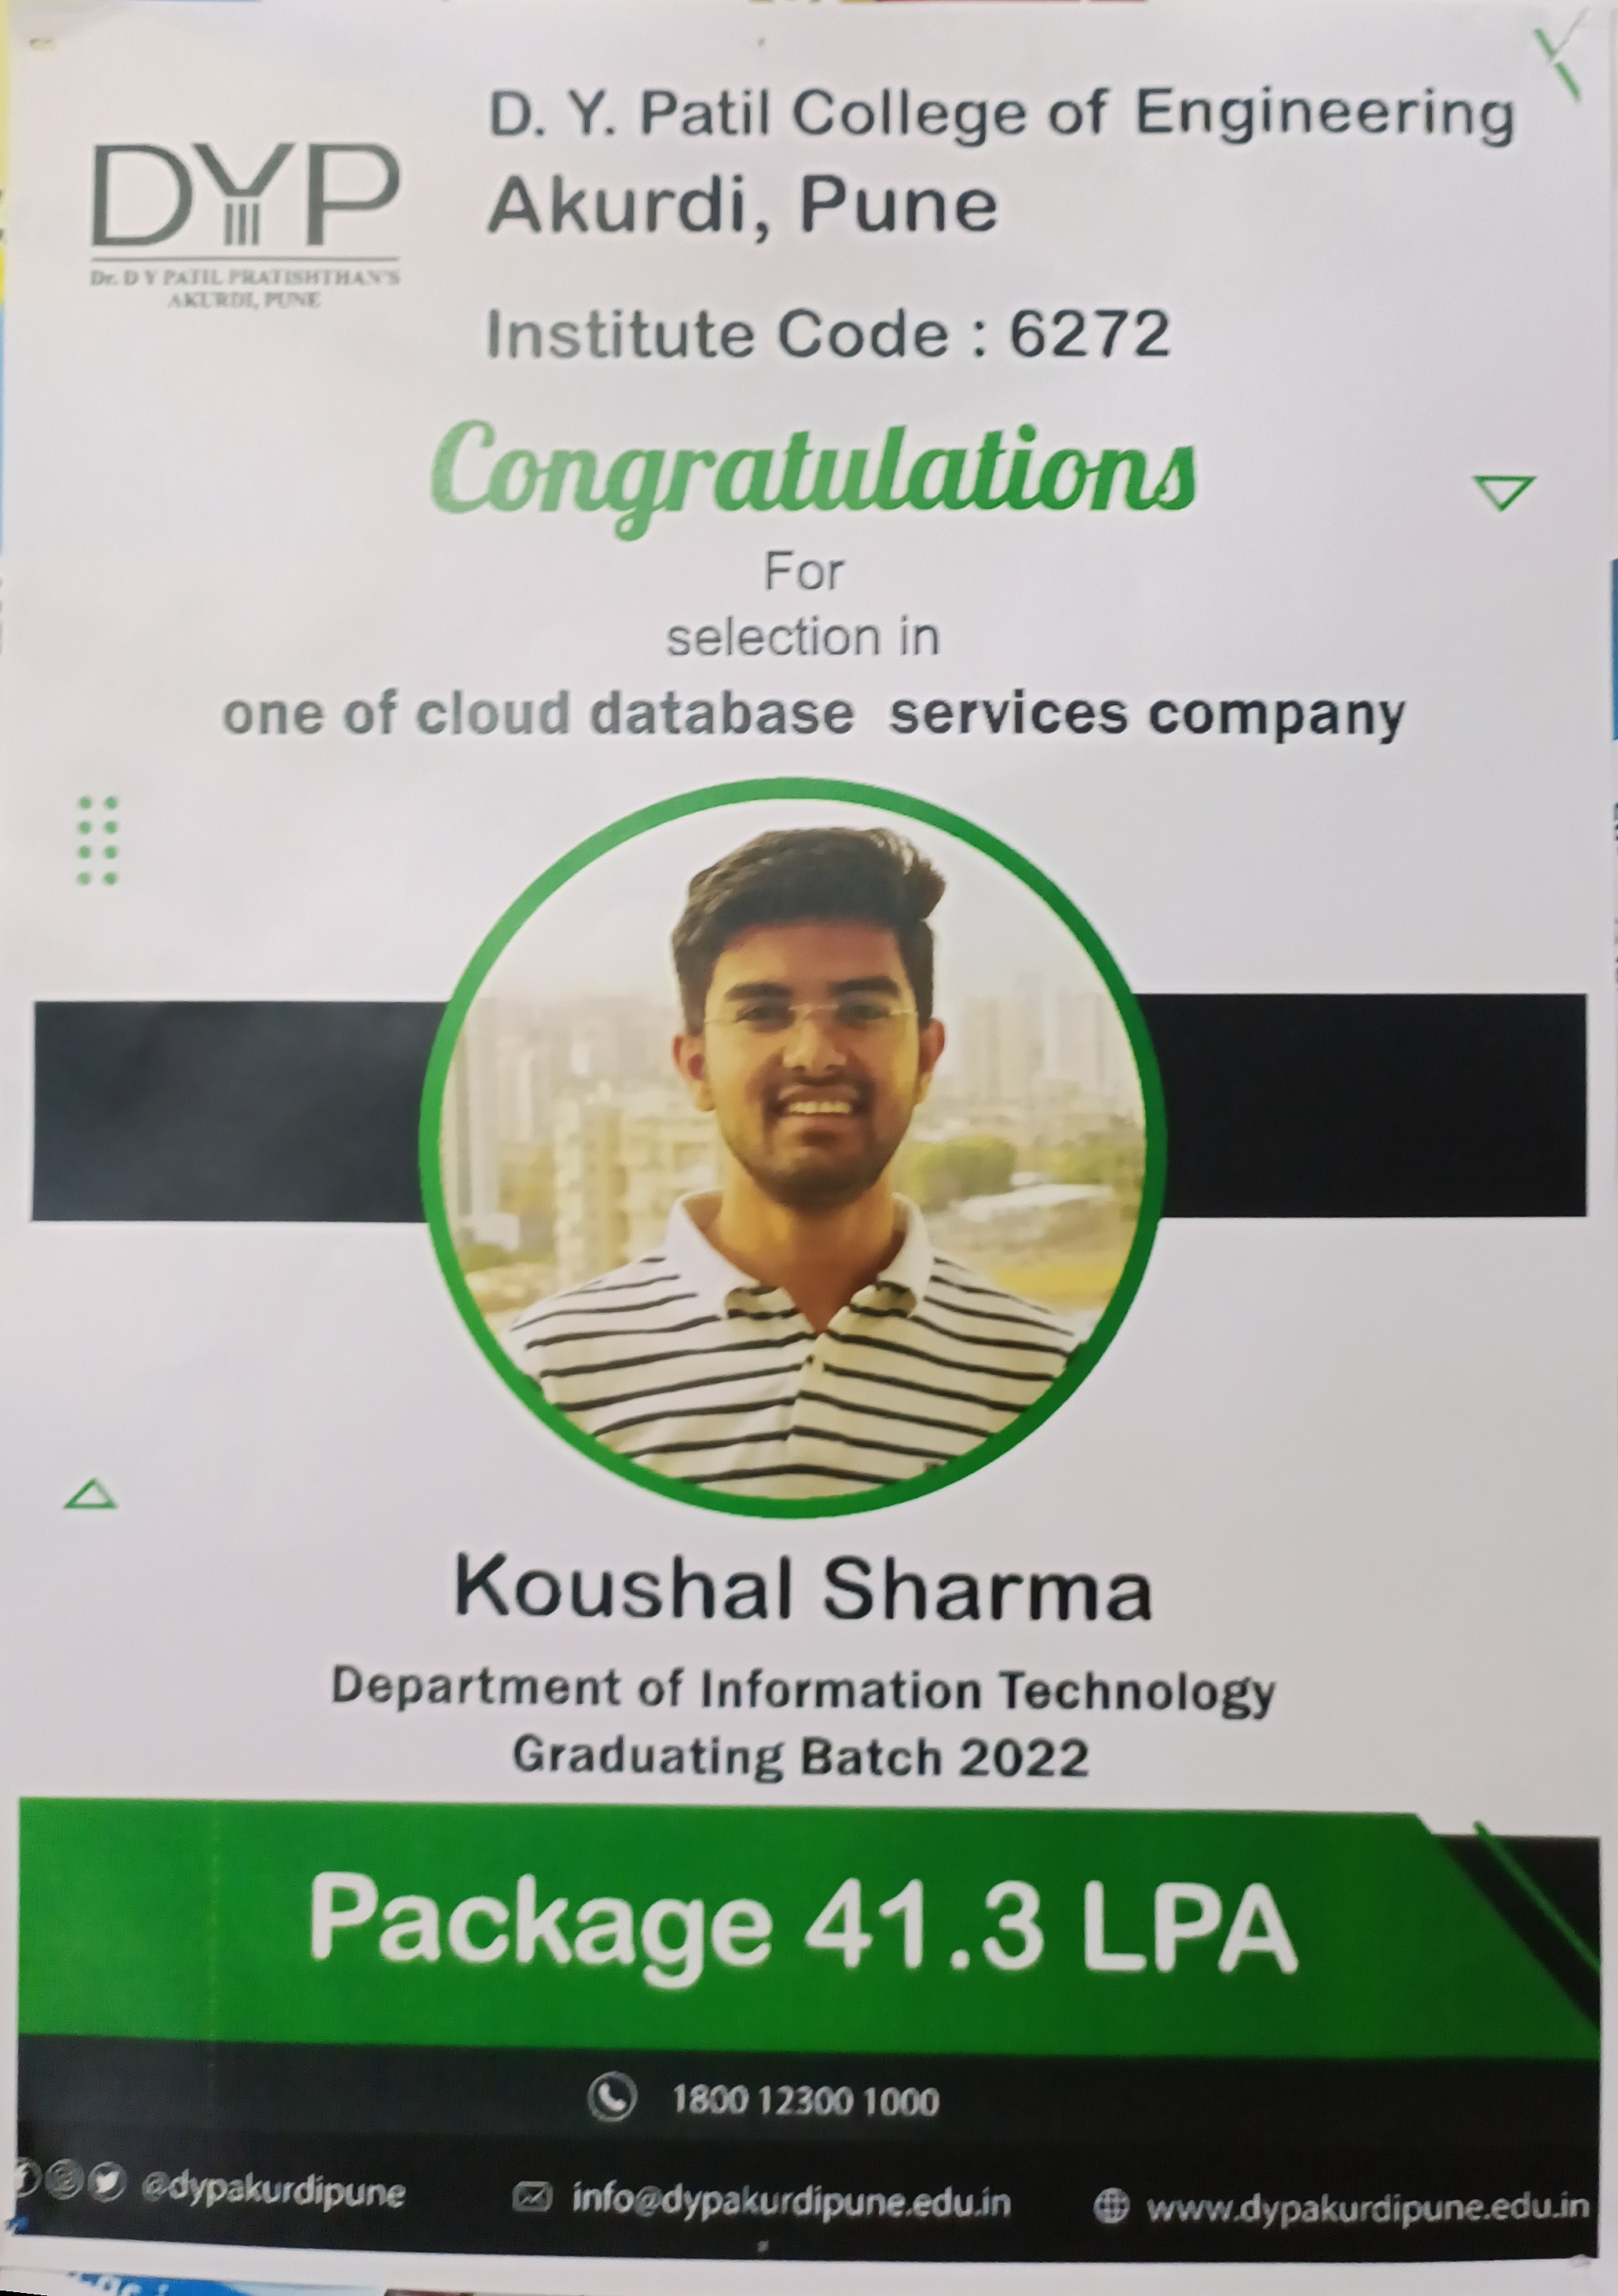 DYP
Dr. D Y PATIL PRATISHTHAN'S
AKURDI, PUNE
D. Y. Patil College of Engineering
Akurdi, Pune
Institute Code : 6272
Congratulations
For
selection in
one of cloud database services company
Koushal Sharma
Department of Information Technology
Graduating Batch 2022
Package 41.3 LPA
1800 12300 1000
@dypakurdipune
info@dypakurdipune.edu.in
www.dypakurdipune.edu.in